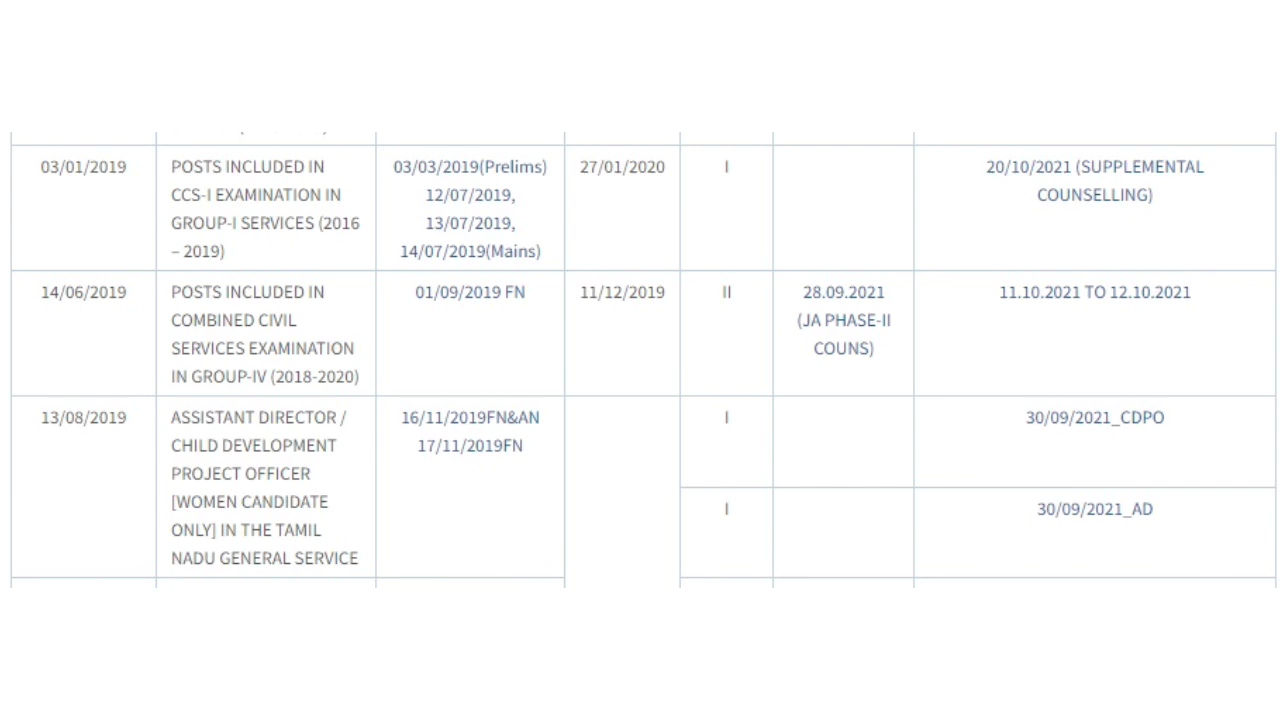 03/01/2019
POSTS INCLUDED IN
CCS-I EXAMINATION IN
GROUP-I SERVICES (2016
– 2019)
03/03/2019(Prelims)
12/07/2019,
13/07/2019,
14/07/2019(Mains)
27/01/2020
I
20/10/2021 (SUPPLEMENTAL
COUNSELLING)
14/06/2019
POSTS INCLUDED IN
COMBINED CIVIL
SERVICES EXAMINATION
IN GROUP-IV (2018-2020)
01/09/2019 FN
11/12/2019
II
28.09.2021
(JA PHASE-II
COUNS)
11.10.2021 TO 12.10.2021
13/08/2019
ASSISTANT DIRECTOR /
CHILD DEVELOPMENT
PROJECT OFFICER
[WOMEN CANDIDATE
ONLY] IN THE TAMIL
NADU GENERAL SERVICE
16/11/2019FN&AN
17/11/2019FN
I
30/09/2021_CDPO
I
30/09/2021_AD